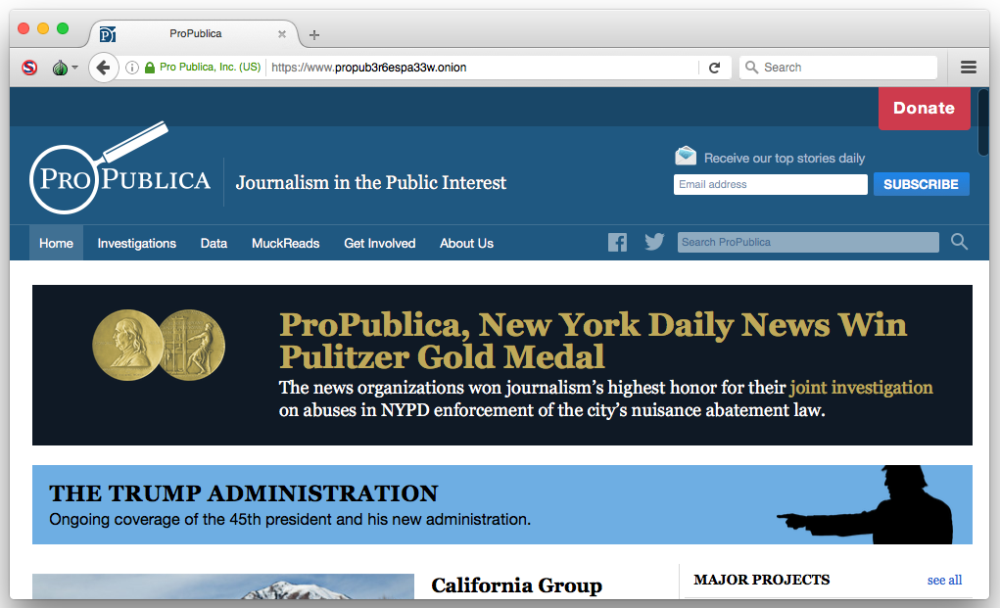 ProPublica
Pro Publica, Inc. (US)
https://www.propub3r6espa33w.onion
Search
Donate
PROPUBLICA
Journalism in the Public Interest
Receive our top stories daily
Email address
SUBSCRIBE
Home
Investigations
Data
MuckReads
Get Involved
About Us
Search ProPublica
ProPublica, New York Daily News Win
Pulitzer Gold Medal
The news organizations won journalism's highest honor for their joint investigation
on abuses in NYPD enforcement of the city's nuisance abatement law.
THE TRUMP ADMINISTRATION
Ongoing coverage of the 45th president and his new administration.
California Group
MAJOR PROJECTS
see all